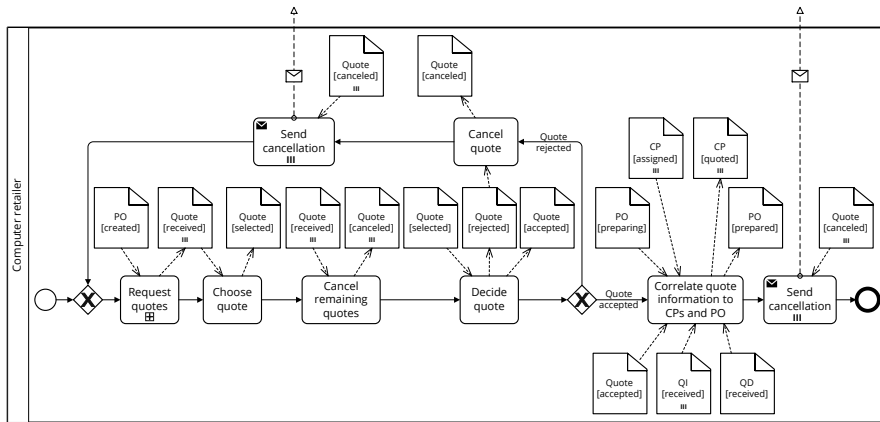 Computer retailer
Quote
[canceled]
Quote
[canceled]
Send
cancellation
Cancel
quote
Quote
rejected
CP
[assigned]
CP
[quoted]
PO
[created]
Quote
[received]
Quote
[selected]
Quote
[received]
Quote
[canceled]
Quote
[selected]
Quote
[rejected]
Quote
[accepted]
PO
[preparing]
PO
[prepared]
Quote
[canceled]
Request
quotes
Choose
quote
Cancel
remaining
quotes
Decide
quote
Quote
accepted
Correlate quote
information to
CPs and PO
Send
cancellation
Quote
[accepted]
QI
[received]
QD
[received]